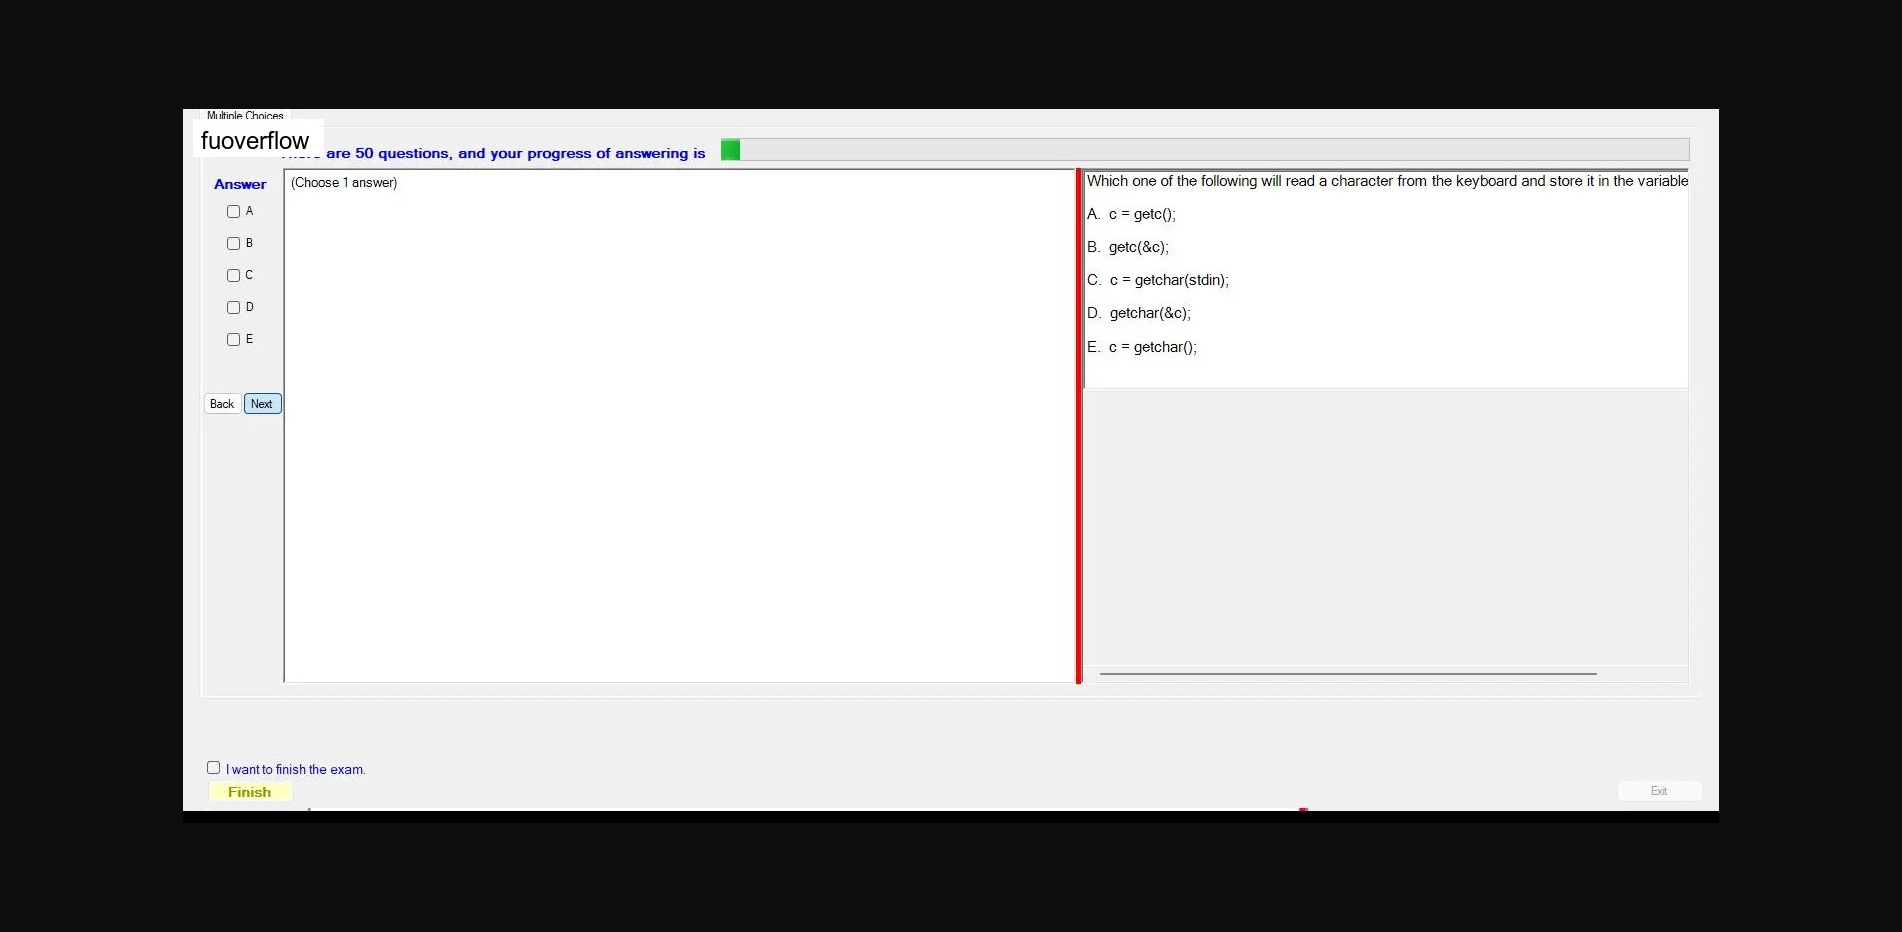 Multiple Choices
fuoverflow
are 50 questions, and your progress of answering is
Answer
A
B
C
D
E
Back
Next
(Choose 1 answer)
Which one of the following will read a character from the keyboard and store it in the variable
A. c = getc();
B. getc(&c);
C. c = getchar(stdin);
D. getchar(&c);
E. c = getchar();
I want to finish the exam.
Finish
Exit